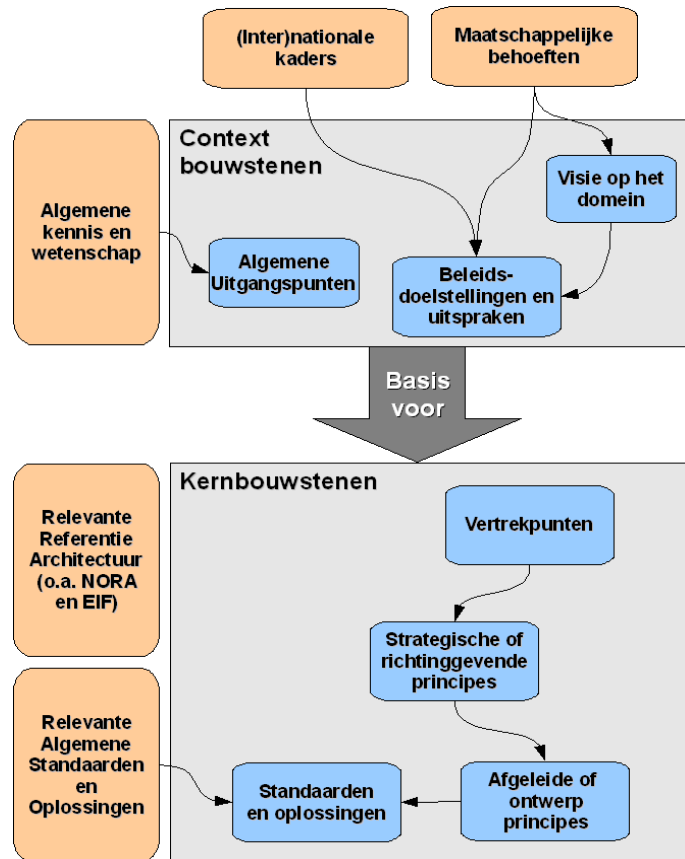 (Inter)nationale
kaders
Maatschappelijke
behoeften
Context
bouwstenen
Visie op het
domein
Algemene
kennis en
wetenschap
Algemene
Uitgangspunten
Beleids-
doelstellingen en
uitspraken
Basis
voor
Kernbouwstenen
Relevante
Referentie
Architectuur
(o.a. NORA
en EIF)
Vertrekpunten
Strategische of
richtinggevende
principes
Relevante
Algemene
Standaarden
en
Oplossingen
Standaarden
en oplossingen
Afgeleide of
ontwerp
principes